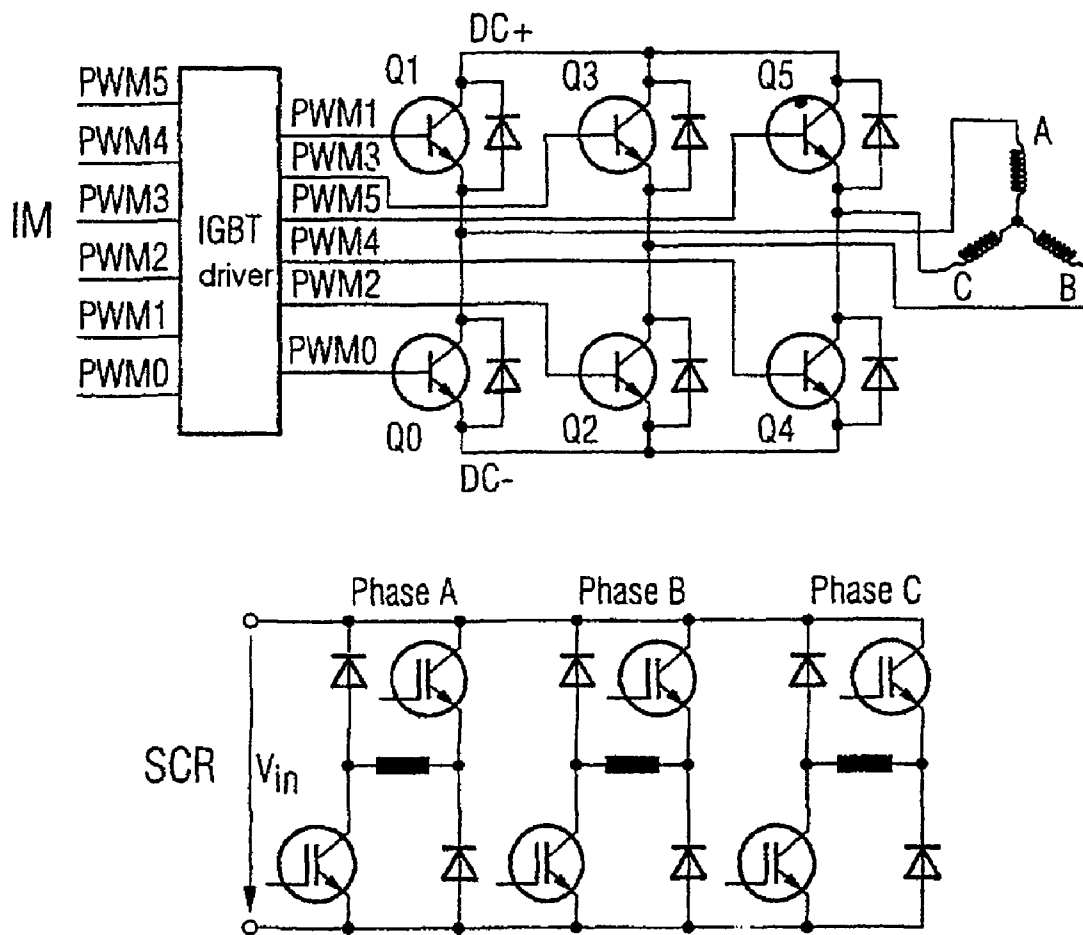 DC+
Q1
Q3
Q5
PWM5
PWM4
PWM3
PWM2
PWM1
PWM0
IM
IGBT
driver
PWM1
PWM3
PWM5
PWM4
PWM2
PWM0
A
C
B
Q0
Q2
Q4
DC-
Phase A
Phase B
Phase C
SCR
Vin